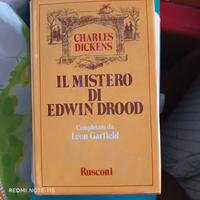 CHARLES
DICKENS
IL MISTERO
DI
EDWIN DROOD
Completato da
Leon Garfield
Rusconi
REDMI NOTE 11S